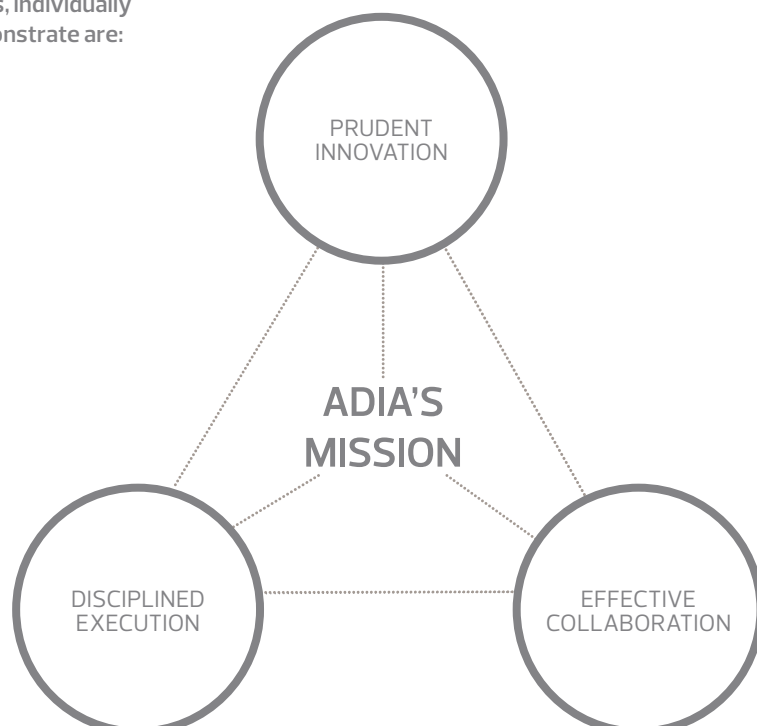 s, individually
onstrate are:
PRUDENT
INNOVATION
ADIA'S
MISSION
DISCIPLINED
EXECUTION
EFFECTIVE
COLLABORATION